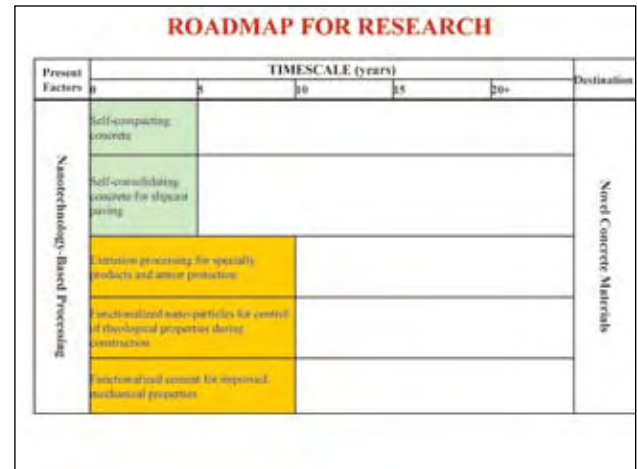 ROADMAP FOR RESEARCH
Present
Factors
TIMESCALE (years)
Destination
0 5 10 15 20+
Nanotechnology-Based Processing
Self-compacting
concrete
Self-consolidating
concrete for slipcast
paving
Extrusion processing for specialty
products and armor protection
Functionalized nano-particles for control
of rheological properties during
construction
Functionalized cement for improved
mechanical properties
Novel Concrete Materials